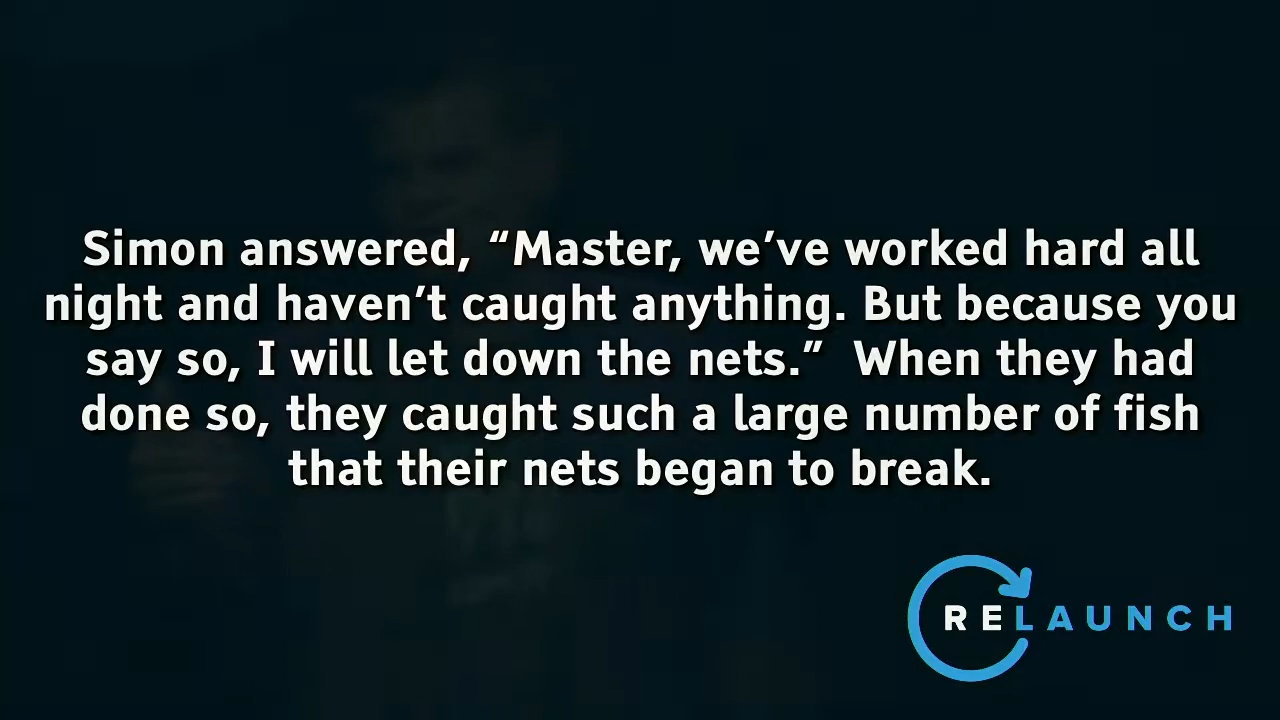 Simon answered, “Master, we’ve worked hard all
night and haven’t caught anything. But because you
say so, I will let down the nets.”  When they had
done so, they caught such a large number of fish
that their nets began to break.
RELAUNCH